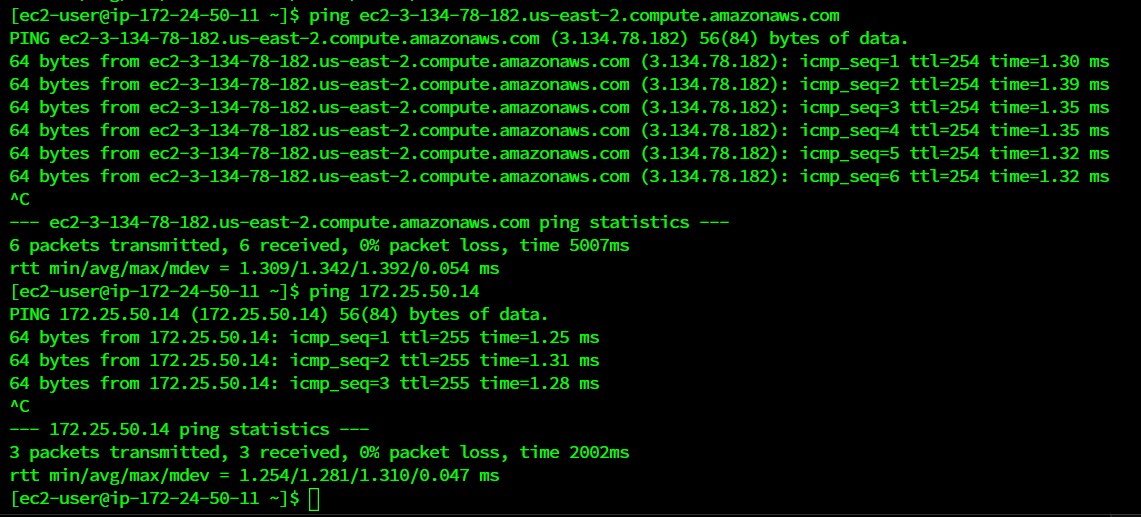 [ec2-user@ip-172-24-50-11 ~]$ ping ec2-3-134-78-182.us-east-2.compute.amazonaws.com
PING ec2-3-134-78-182.us-east-2.compute.amazonaws.com (3.134.78.182) 56(84) bytes of data.
64 bytes from ec2-3-134-78-182.us-east-2.compute.amazonaws.com (3.134.78.182): icmp_seq=1 ttl=254 time=1.30 ms
64 bytes from ec2-3-134-78-182.us-east-2.compute.amazonaws.com (3.134.78.182): icmp_seq=2 ttl=254 time=1.39 ms
64 bytes from ec2-3-134-78-182.us-east-2.compute.amazonaws.com (3.134.78.182): icmp_seq=3 ttl=254 time=1.35 ms
64 bytes from ec2-3-134-78-182.us-east-2.compute.amazonaws.com (3.134.78.182): icmp_seq=4 ttl=254 time=1.35 ms
64 bytes from ec2-3-134-78-182.us-east-2.compute.amazonaws.com (3.134.78.182): icmp_seq=5 ttl=254 time=1.32 ms
64 bytes from ec2-3-134-78-182.us-east-2.compute.amazonaws.com (3.134.78.182): icmp_seq=6 ttl=254 time=1.32 ms
^C
--- ec2-3-134-78-182.us-east-2.compute.amazonaws.com ping statistics ---
6 packets transmitted, 6 received, 0% packet loss, time 5007ms
rtt min/avg/max/mdev = 1.309/1.342/1.392/0.054 ms
[ec2-user@ip-172-24-50-11 ~]$ ping 172.25.50.14
PING 172.25.50.14 (172.25.50.14) 56(84) bytes of data.
64 bytes from 172.25.50.14: icmp_seq=1 ttl=255 time=1.25 ms
64 bytes from 172.25.50.14: icmp_seq=2 ttl=255 time=1.31 ms
64 bytes from 172.25.50.14: icmp_seq=3 ttl=255 time=1.28 ms
^C
--- 172.25.50.14 ping statistics ---
3 packets transmitted, 3 received, 0% packet loss, time 2002ms
rtt min/avg/max/mdev = 1.254/1.281/1.310/0.047 ms
[ec2-user@ip-172-24-50-11 ~]$